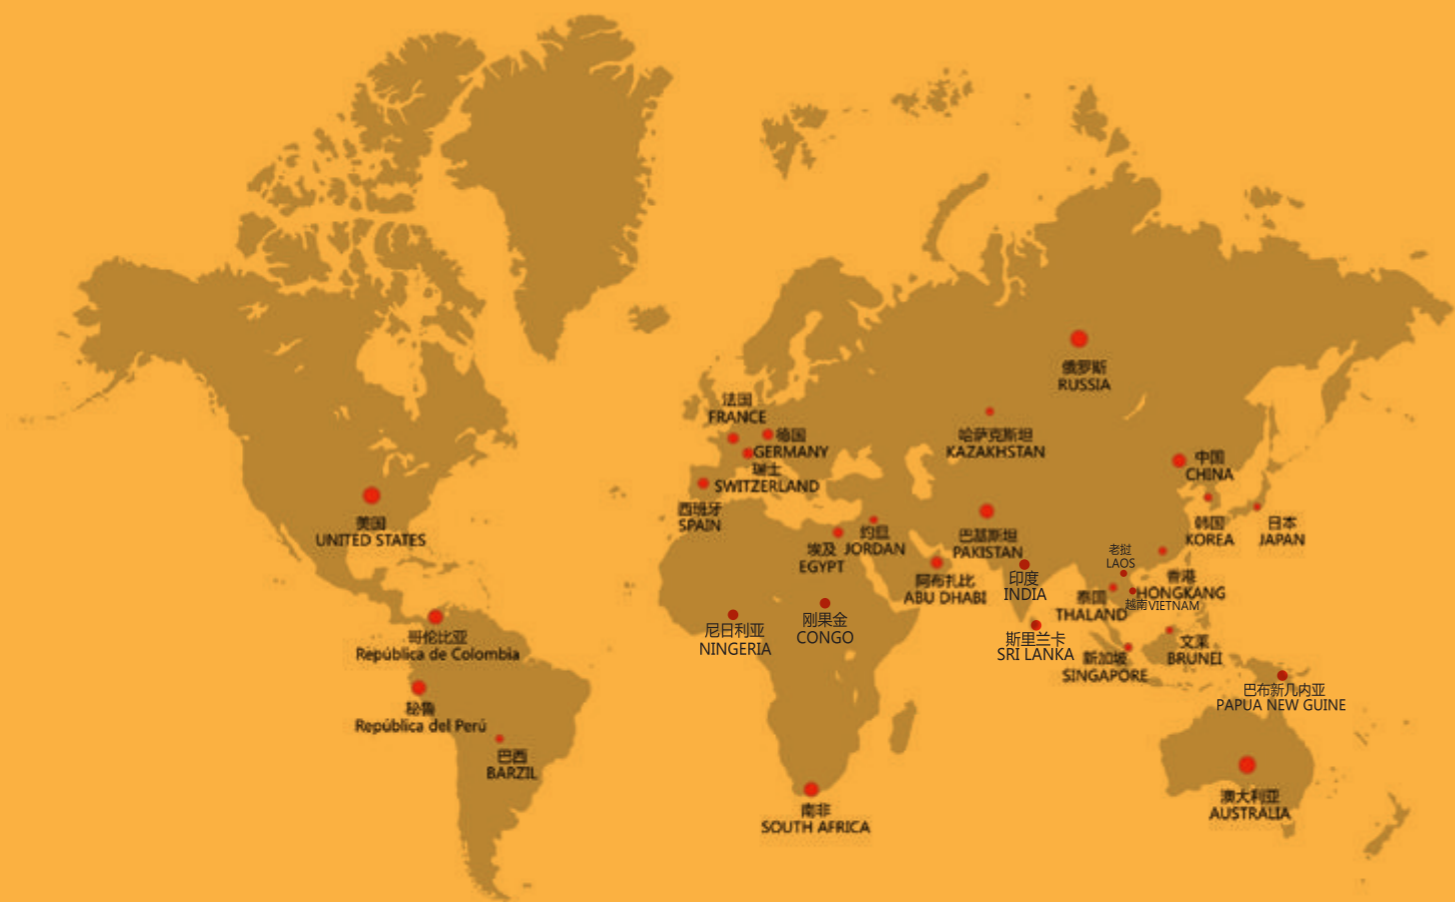 俄罗斯
RUSSIA
法国
FRANCE
德国
GERMANY
瑞士
SWITZERLAND
西班牙
SPAIN
哈萨克斯坦
KAZAKHSTAN
中国
CHINA
美国
UNITED STATES
韩国
KOREA
日本
JAPAN
约旦
JORDAN
埃及
EGYPT
巴基斯坦
PAKISTAN
阿布扎比
ABU DHABI
印度
INDIA
老挝
LAOS
香港
HONGKANG
泰国
THALAND
越南VIETNAM
尼日利亚
NINGERIA
刚果金
CONGO
斯里兰卡
SRI LANKA
哥伦比亚
República de Colombia
文莱
BRUNEI
新加坡
SINGAPORE
巴布新几内亚
PAPUA NEW GUINE
秘鲁
República del Perú
巴西
BARZIL
南非
SOUTH AFRICA
澳大利亚
AUSTRALIA